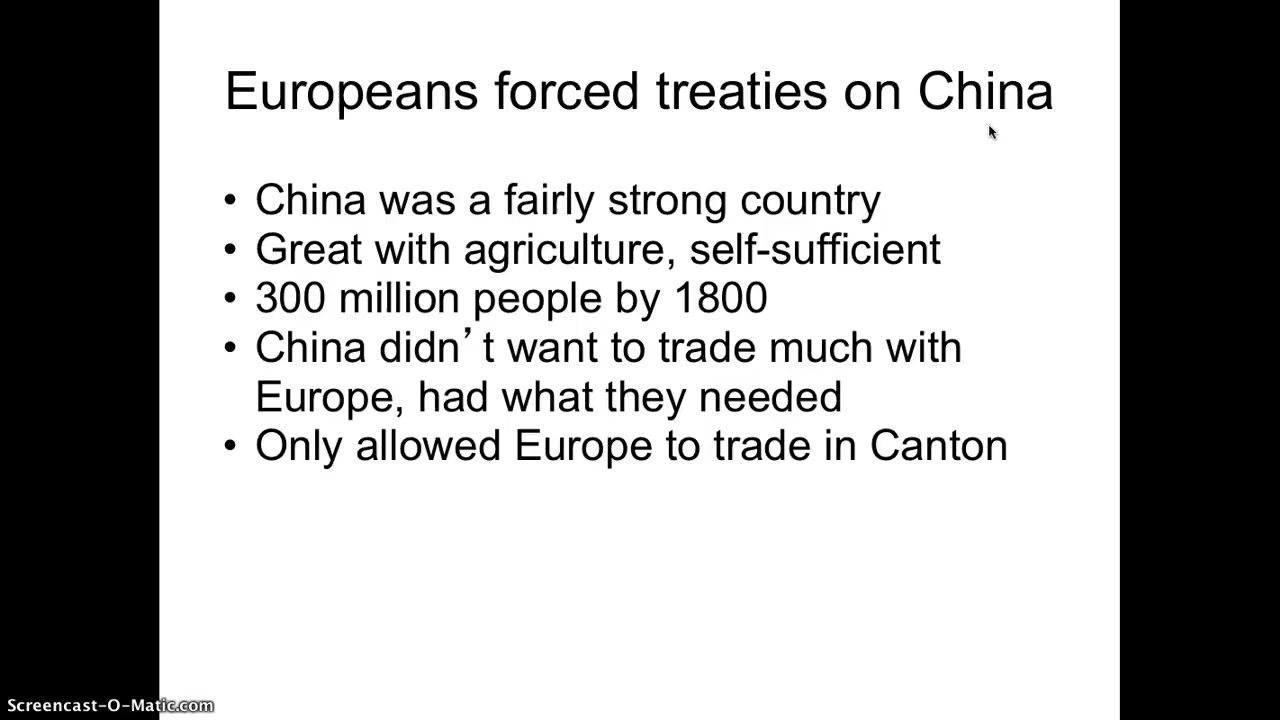 Europeans forced treaties on China
• China was a fairly strong country
• Great with agriculture, self-sufficient
• 300 million people by 1800
• China didn’t want to trade much with
Europe, had what they needed
• Only allowed Europe to trade in Canton
Screencast-O-Matic.com